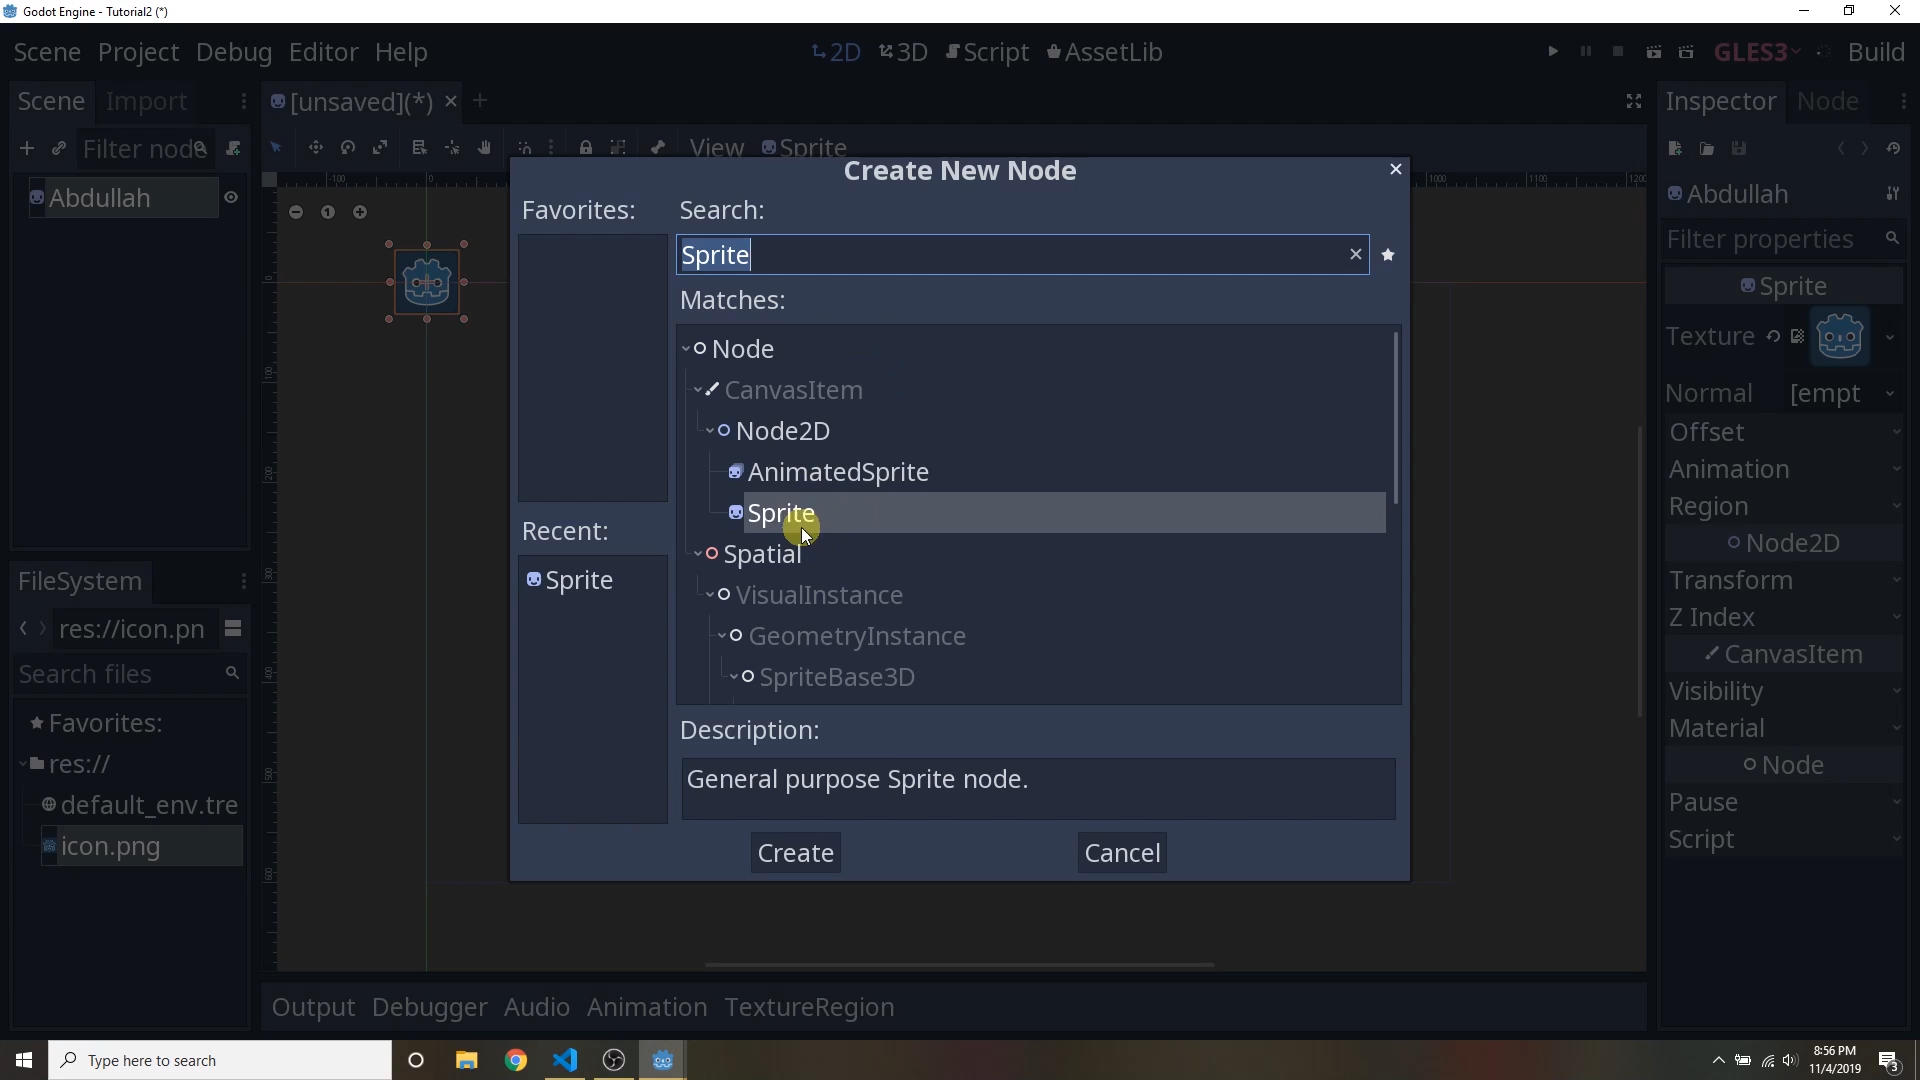 Godot Engine - Tutorial2 (*)
Scene Project Debug Editor Help
2D 3D Script AssetLib
GLES3 Build
Scene Import
[unsaved](*)
Inspector Node
Filter node
View Sprite
Abdullah
Abdullah
Filter properties
Sprite
Texture
Normal [empt
Offset
Animation
Region
Node2D
Transform
Z Index
CanvasItem
Visibility
Material
Node
Pause
Script
Create New Node
Favorites:
Search:
Sprite
Matches:
Node
CanvasItem
Node2D
AnimatedSprite
Sprite
Spatial
VisualInstance
GeometryInstance
SpriteBase3D
Recent:
Sprite
Description:
General purpose Sprite node.
Create Cancel
FileSystem
res://icon.pn
Search files
Favorites:
res://
default_env.tre
icon.png
Output Debugger Audio Animation TextureRegion
Type here to search
8:56 PM
11/4/2019
3